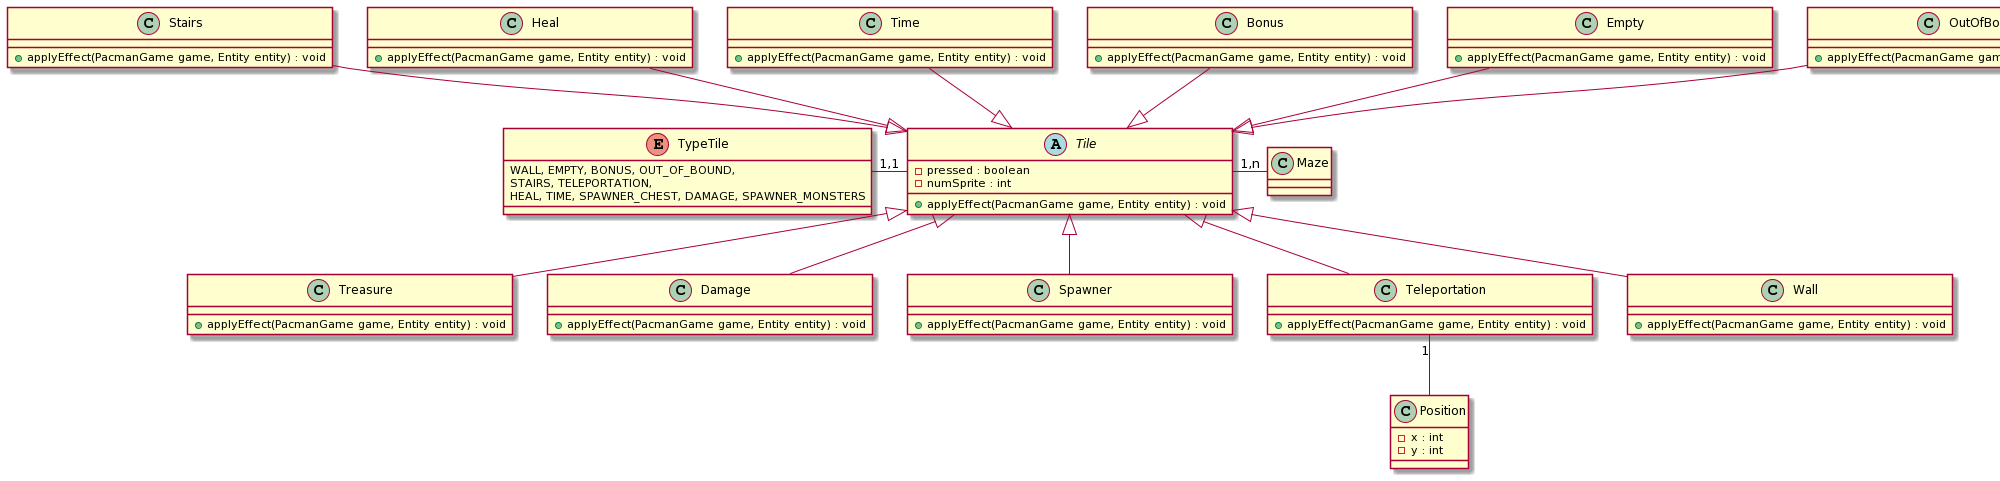 C Stairs
applyEffect(PacmanGame game, Entity entity) : void
C Heal
applyEffect(PacmanGame game, Entity entity) : void
C Time
applyEffect(PacmanGame game, Entity entity) : void
C Bonus
applyEffect(PacmanGame game, Entity entity) : void
C Empty
applyEffect(PacmanGame game, Entity entity) : void
C OutOfBo
applyEffect(PacmanGame gam
E TypeTile
WALL, EMPTY, BONUS, OUT_OF_BOUND,
STAIRS, TELEPORTATION,
HEAL, TIME, SPAWNER_CHEST, DAMAGE, SPAWNER_MONSTERS
1,1
A Tile
pressed : boolean
numSprite : int
applyEffect(PacmanGame game, Entity entity) : void
1,n
C Maze
C Treasure
applyEffect(PacmanGame game, Entity entity) : void
C Damage
applyEffect(PacmanGame game, Entity entity) : void
C Spawner
applyEffect(PacmanGame game, Entity entity) : void
C Teleportation
applyEffect(PacmanGame game, Entity entity) : void
C Wall
applyEffect(PacmanGame game, Entity entity) : void
1
C Position
x : int
y : int